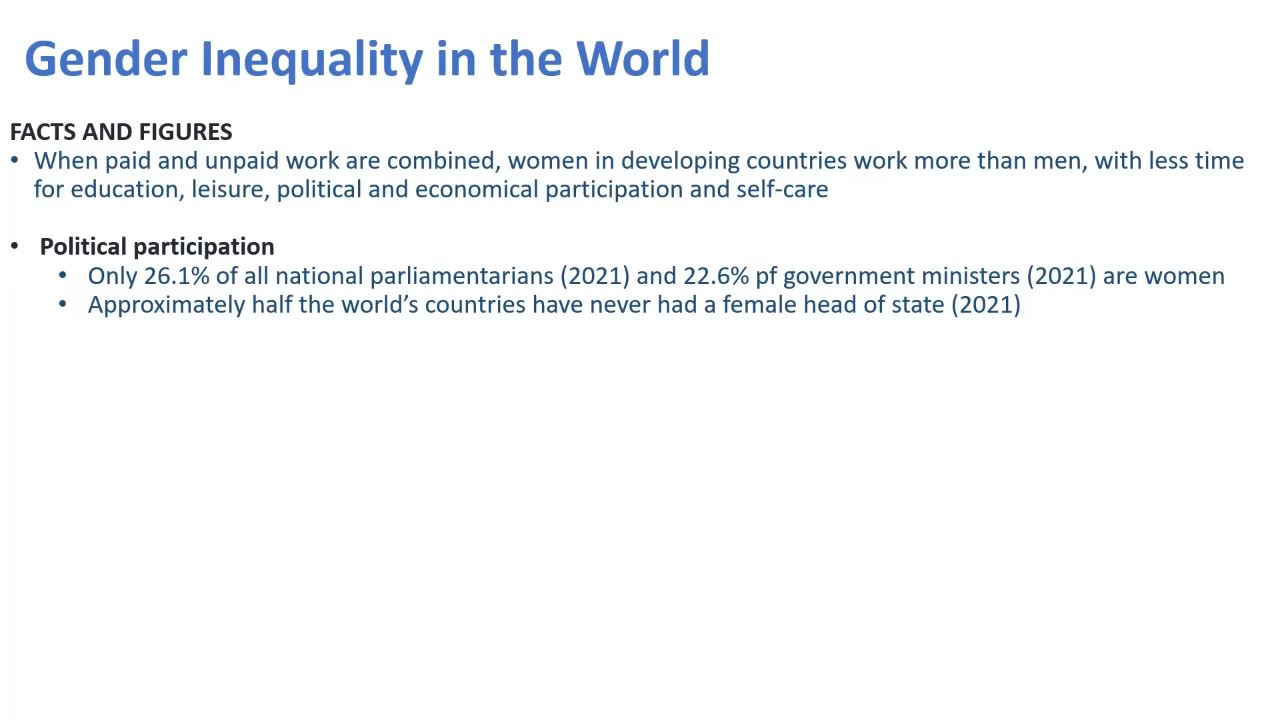 Gender Inequality in the World
FACTS AND FIGURES
• When paid and unpaid work are combined, women in developing countries work more than men, with less time
for education, leisure, political and economical participation and self-care
• Political participation
• Only 26.1% of all national parliamentarians (2021) and 22.6% pf government ministers (2021) are women
• Approximately half the world’s countries have never had a female head of state (2021)